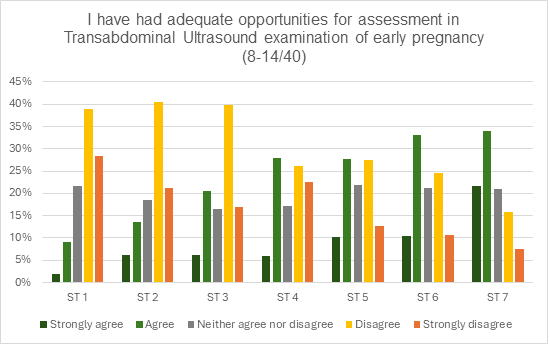 I have had adequate opportunities for assessment in
Transabdominal Ultrasound examination of early pregnancy
(8-14/40)
45%
40%
35%
30%
25%
20%
15%
10%
5%
0%
ST 1 ST 2 ST 3 ST 4 ST 5 ST 6 ST 7
Strongly agree Agree Neither agree nor disagree Disagree Strongly disagree